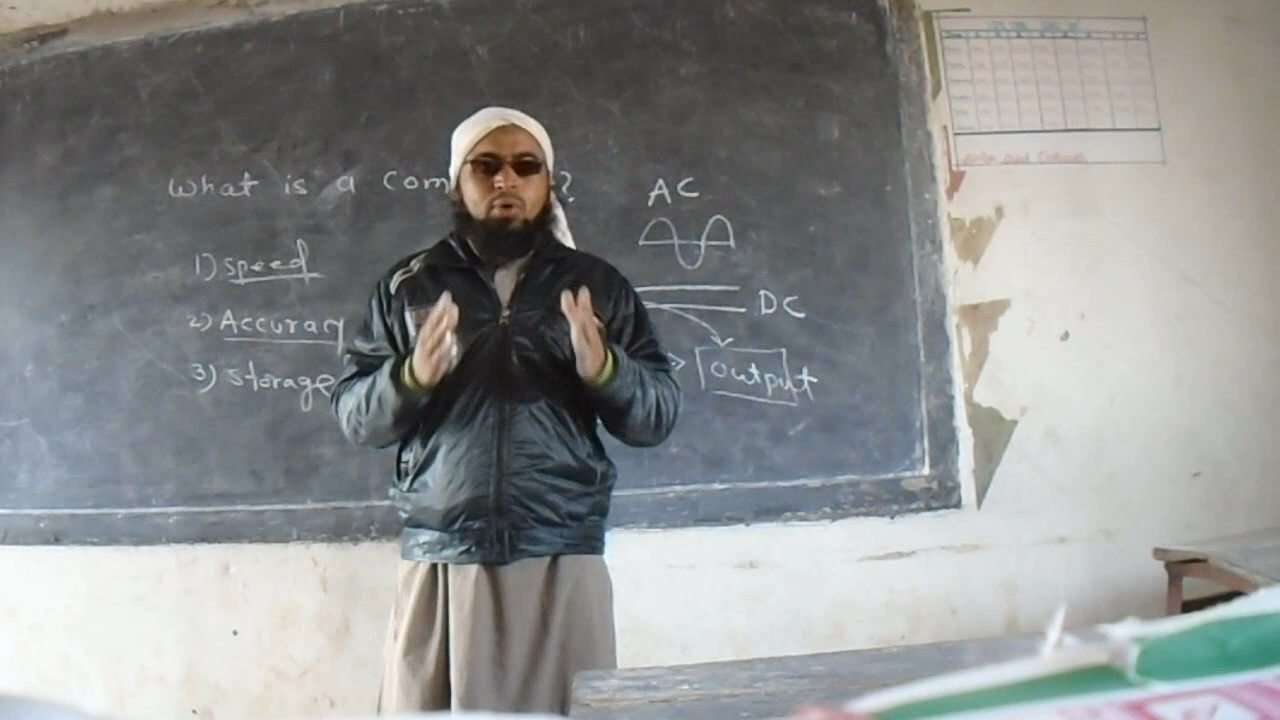 What is a Com ?
1) Speed
2) Accuracy
3) Storage
AC
DC
Output